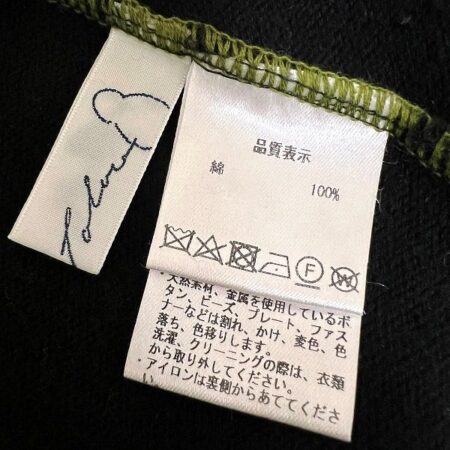 品質表示
綿 100%
F
W
・天然素材、金属を使用しているボ
タン、ビーズ、プレート、ファス
ナーなどは割れ、かけ、変色、色
落ち、色移りします。
洗濯、クリーニングの際は、衣類
から取り外してください。
・アイロンは裏側からあててくださ
い。